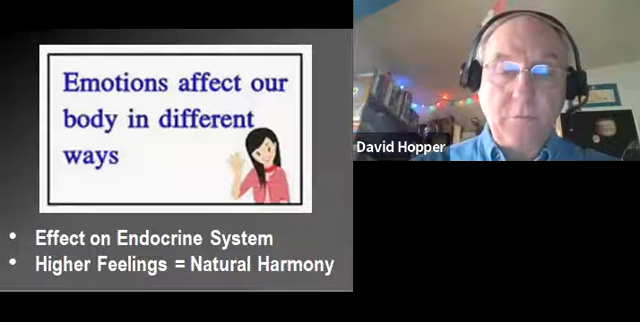 Emotions affect our
body in different
ways
• Effect on Endocrine System
• Higher Feelings = Natural Harmony
David Hopper